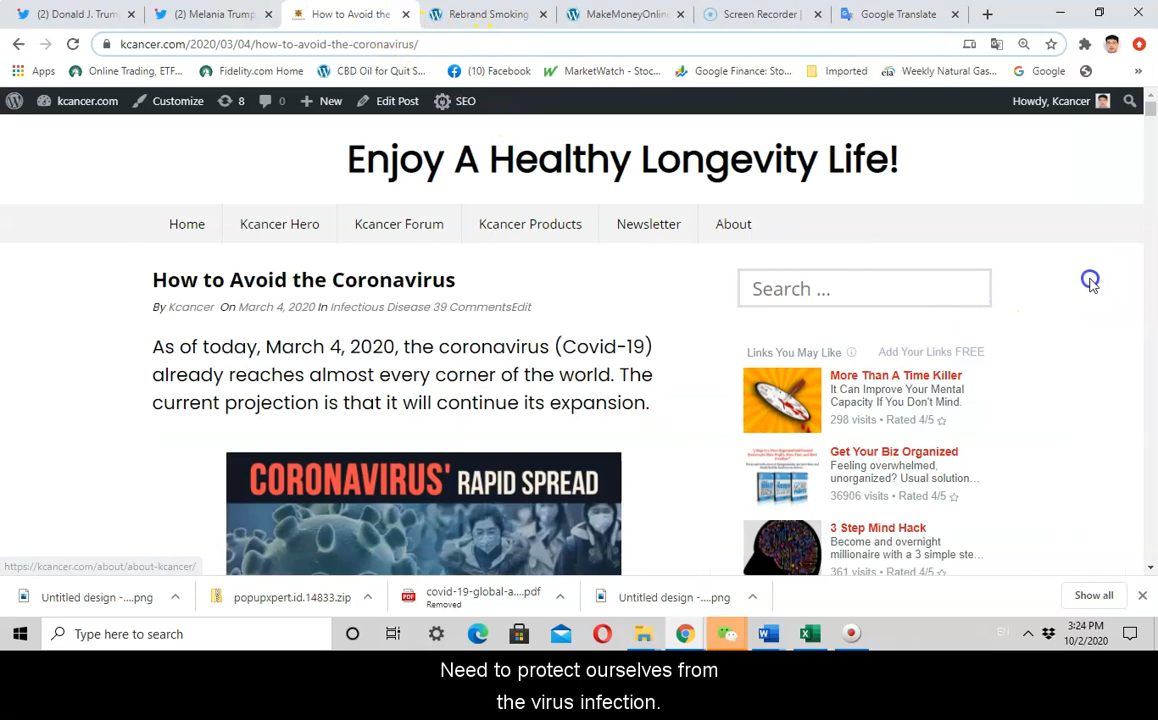 (2) Donald J. Trum
(2) Melania Trump
How to Avoid the
Rebrand Smoking
MakeMoneyOnlin
Screen Recorder |
Google Translate
kcancer.com/2020/03/04/how-to-avoid-the-coronavirus/
Apps
Online Trading, ETF...
Fidelity.com Home
CBD Oil for Quit S...
(10) Facebook
MarketWatch - Stoc...
Google Finance: Sto...
Imported
eia
Weekly Natural Gas...
Google
»
kcancer.com
Customize
8
0
New
Edit Post
SEO
Howdy, Kcancer
Enjoy A Healthy Longevity Life!
Home
Kcancer Hero
Kcancer Forum
Kcancer Products
Newsletter
About
How to Avoid the Coronavirus
By Kcancer On March 4, 2020 In Infectious Disease 39 CommentsEdit
As of today, March 4, 2020, the coronavirus (Covid-19)
already reaches almost every corner of the world. The
current projection is that it will continue its expansion.
CORONAVIRUS' RAPID SPREAD
Search ...
Links You May Like
Add Your Links FREE
More Than A Time Killer
It Can Improve Your Mental
Capacity If You Don't Mind.
298 visits • Rated 4/5
Get Your Biz Organized
Feeling overwhelmed,
unorganized? Usual solution...
36906 visits • Rated 4/5
3 Step Mind Hack
Become and overnight
millionaire with a 3 simple ste...
361 visits • Rated 4/5
https://kcancer.com/about/about-kcancer/
Untitled design -....png
popupxpert.id.14833.zip
covid-19-global-a....pdf
Removed
Untitled design -....png
Show all
Type here to search
EN
3:24 PM
10/2/2020
Need to protect ourselves from
the virus infection.